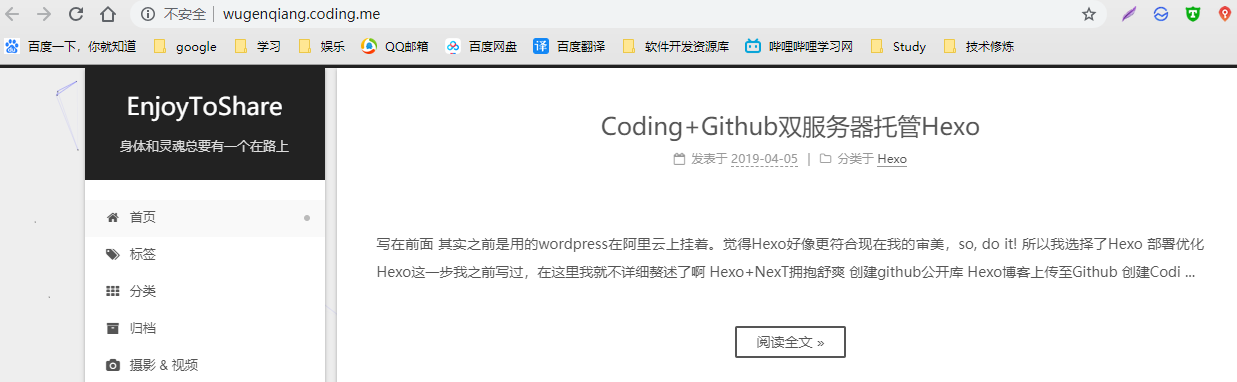 不安全 | wugenqiang.coding.me
百度一下，你就知道 google 学习 娱乐 QQ邮箱 百度网盘 译 百度翻译 软件开发资源库 哔哩哔哩学习网 Study 技术修炼
EnjoyToShare
身体和灵魂总要有一个在路上
首页
标签
分类
归档
摄影 & 视频
Coding+Github双服务器托管Hexo
发表于 2019-04-05 | 分类于 Hexo
写在前面 其实之前是用的wordpress在阿里云上挂着。觉得Hexo好像更符合现在我的审美，so, do it! 所以我选择了Hexo 部署优化
Hexo这一步我之前写过，在这里我就不详细赘述了啊 Hexo+NexT拥抱舒爽 创建github公开库 Hexo博客上传至Github 创建Codi ...
阅读全文 »